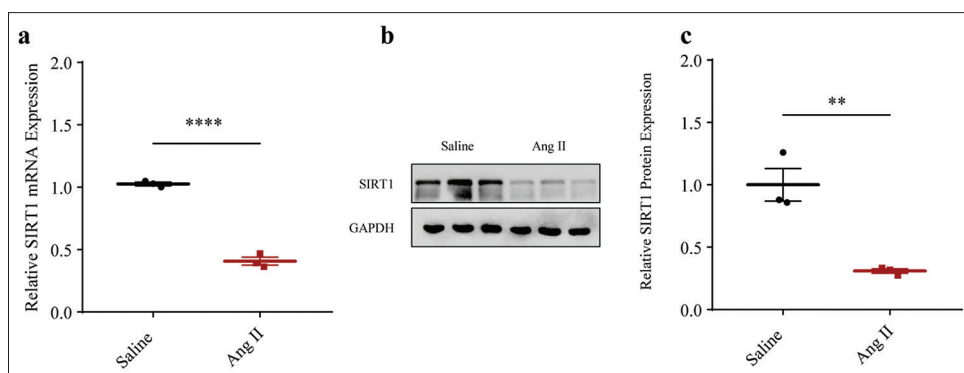 a
Relative SIRT1 mRNA Expression
2.0
1.5
1.0
0.5
0.0
****
Saline
Ang II
b
Saline Ang II
SIRT1
GAPDH
c
Relative SIRT1 Protein Expression
2.0
1.5
1.0
0.5
0.0
**
Saline
Ang II